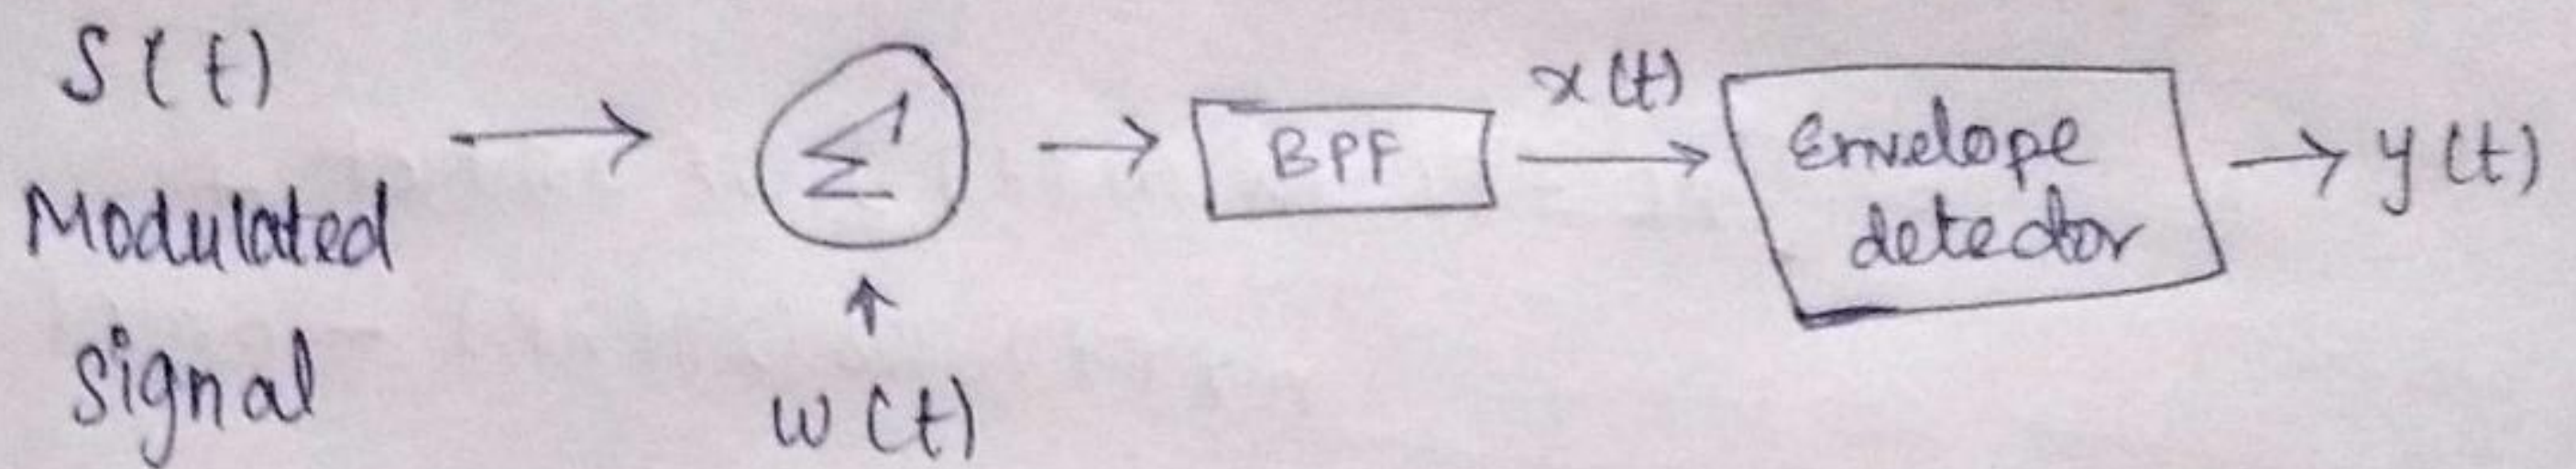 S(t)
Modulated
signal
Σ
w(t)
BPF
x(t)
Envelope
detector
y(t)